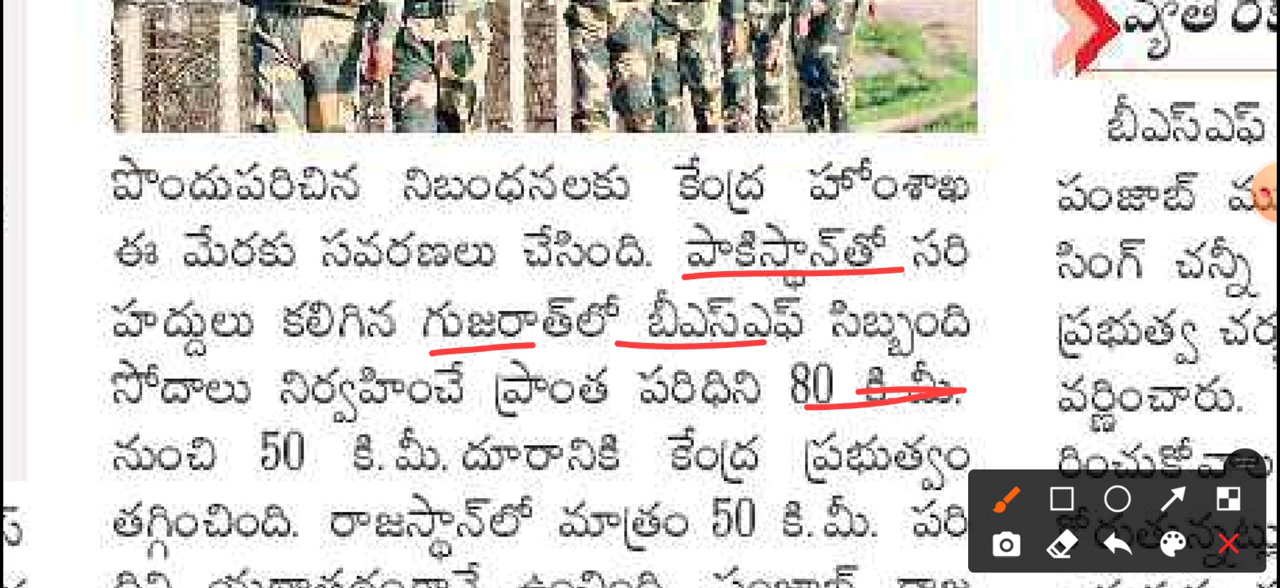 పొందుపరిచిన నిబంధనలకు కేంద్ర హోంశాఖ
ఈ మేరకు సవరణలు చేసింది. పాకిస్థాన్‌తో సరి
హద్దులు కలిగిన గుజరాత్‌లో బీఎస్ఎఫ్ సిబ్బంది
సోదాలు నిర్వహించే ప్రాంత పరిధిని 80 కి.మీ.
నుంచి 50 కి.మీ. దూరానికి కేంద్ర ప్రభుత్వం
తగ్గించింది. రాజస్థాన్‌లో మాత్రం 50 కి.మీ. పరి
బీఎస్ఎఫ్
పంజాబ్
సింగ్ చన్నీ
ప్రభుత్వ
వర్ణించారు.